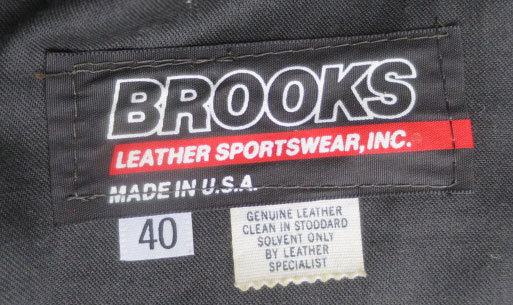 BROOKS
LEATHER SPORTSWEAR, INC.
MADE IN U.S.A.
40
GENUINE LEATHER
CLEAN IN STODDARD
SOLVENT ONLY
BY LEATHER
SPECIALIST